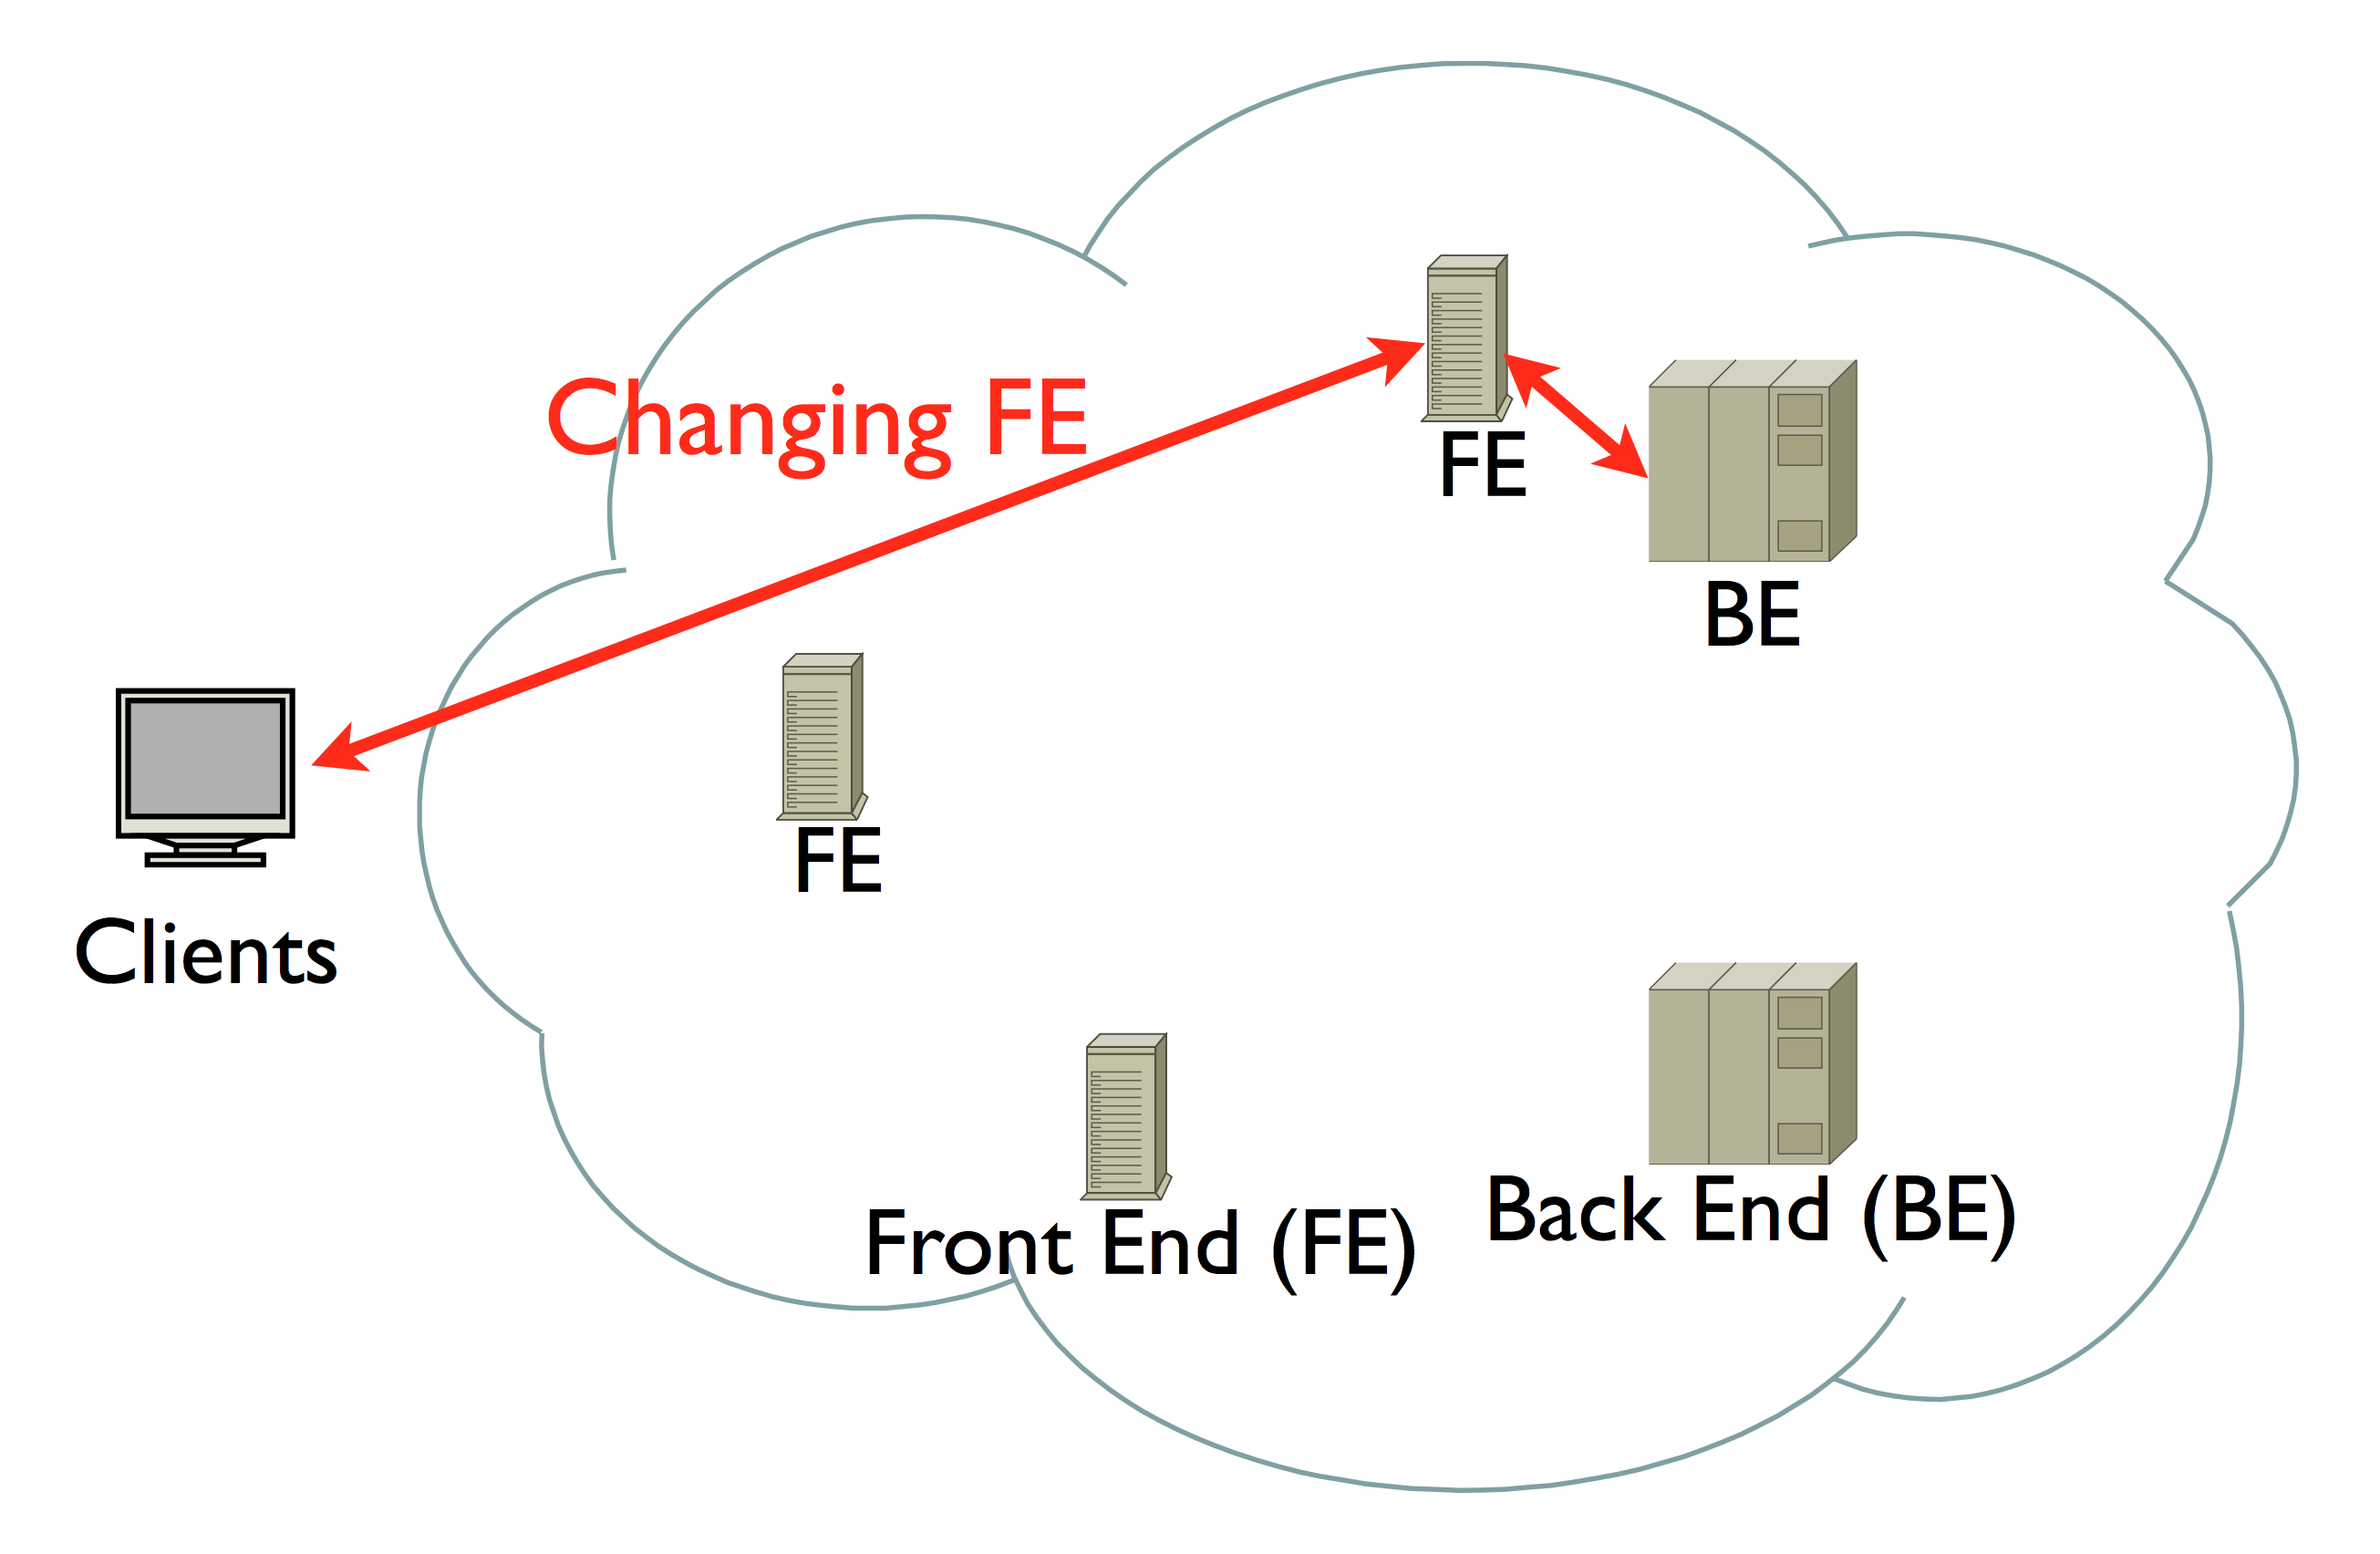 Changing FE
FE
BE
FE
Clients
Front End (FE)
Back End (BE)